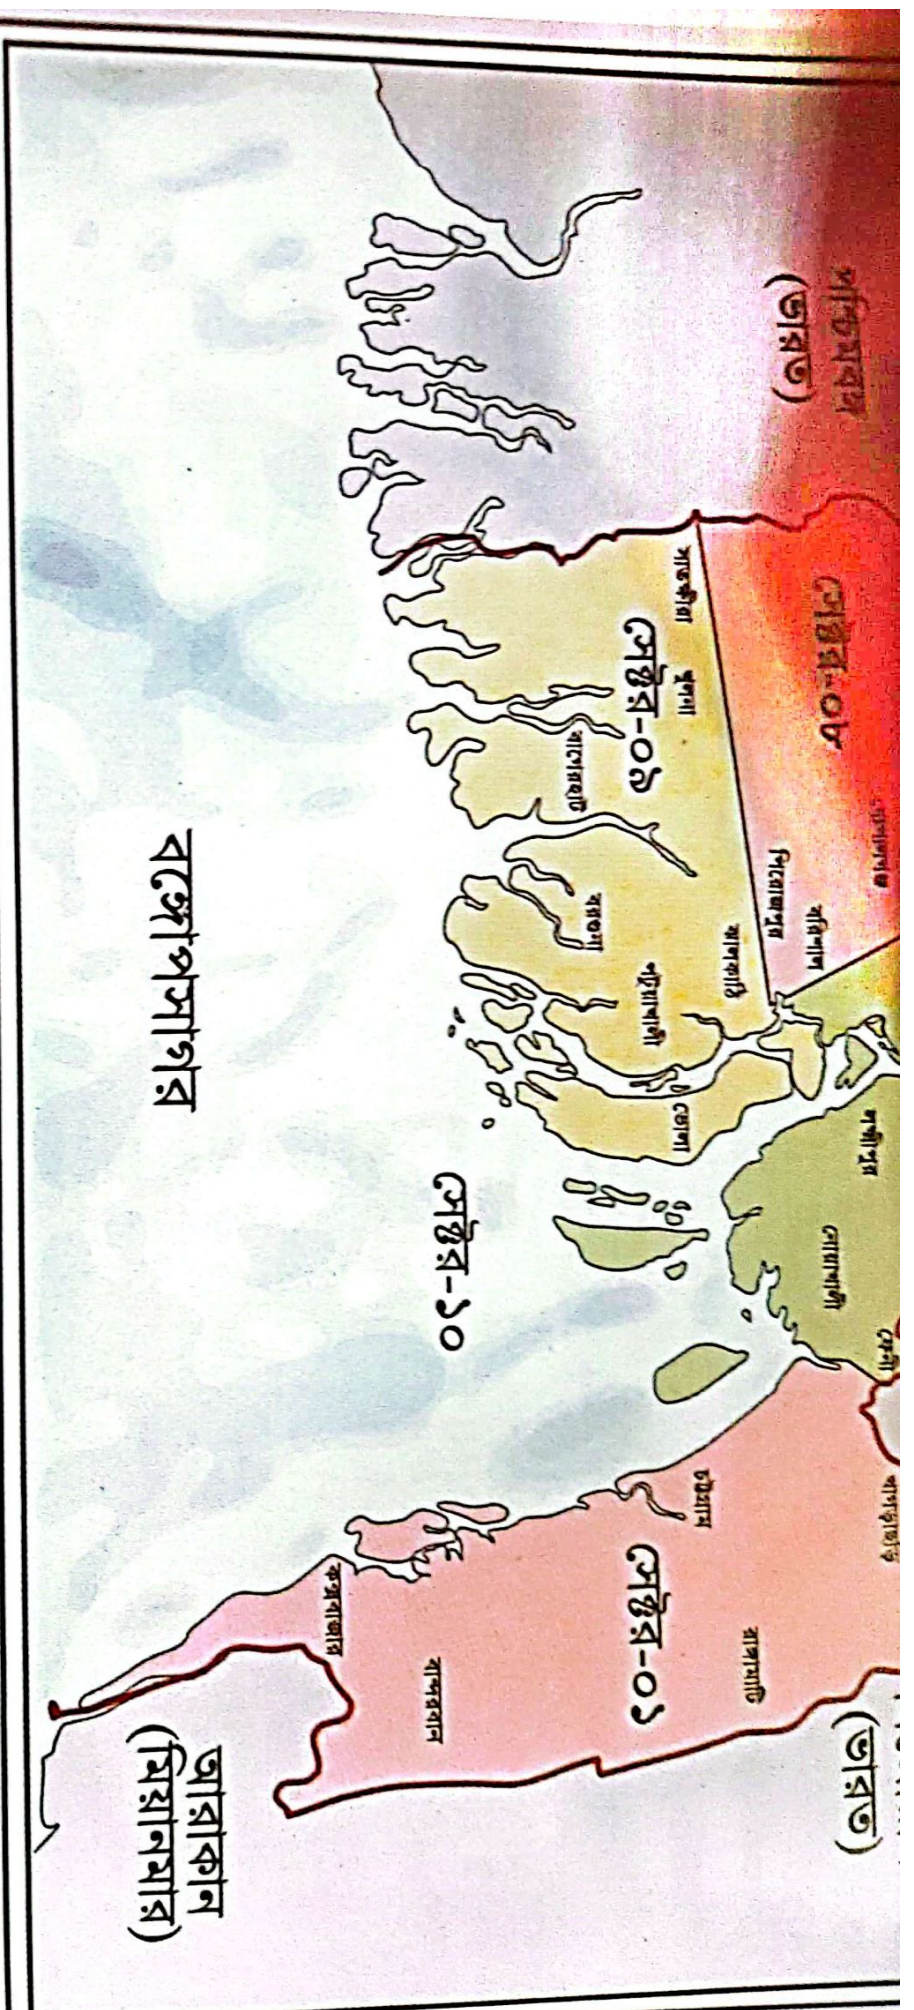 পশ্চিমবঙ্গ
(ভারত)
সেক্টর-০৮
গোপালগঞ্জ
বরিশাল
পিরোজপুর
সাতক্ষীরা
খুলনা
সেক্টর-০৯
বাগেরহাট
ঝালকাঠি
বরগুনা
পটুয়াখালী
ভোলা
লক্ষ্মীপুর
নোয়াখালী
ফেনী
খাগড়াছড়ি
চট্টগ্রাম
সেক্টর-০১
রাঙ্গামাটি
(ভারত)
বান্দরবান
কক্সবাজার
সেক্টর-১০
বঙ্গোপসাগর
আরাকান
(মিয়ানমার)